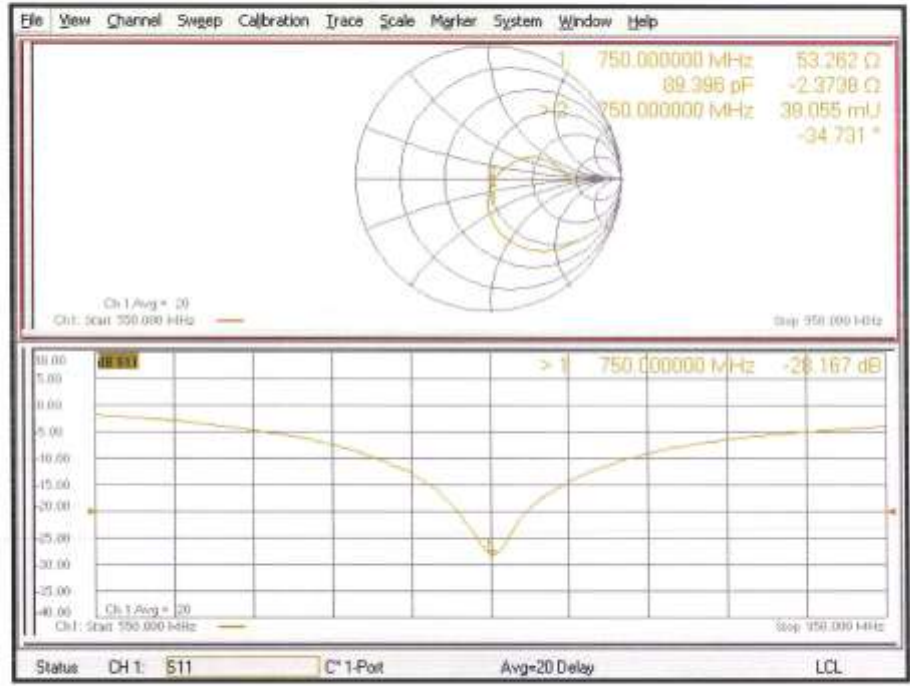 File View Channel Sweep Calibration Trace Scale Marker System Window Help
1 750.000000 MHz 53.262 Ω
89.396 pF -2.3738 Ω
> 2 750.000000 MHz 39.055 mU
-34.731 °
Ch 1 Avg = 20
Ch1: Start 550.000 MHz
Stop 950.000 MHz
10.00
dB S11
> 1 750.000000 MHz -28.167 dB
5.00
0.00
-5.00
-10.00
-15.00
-20.00
-25.00
-30.00
-35.00
-40.00
1
Ch 1 Avg = 20
Ch1: Start 550.000 MHz
Stop 950.000 MHz
Status CH 1: S11 C* 1-Port Avg=20 Delay LCL